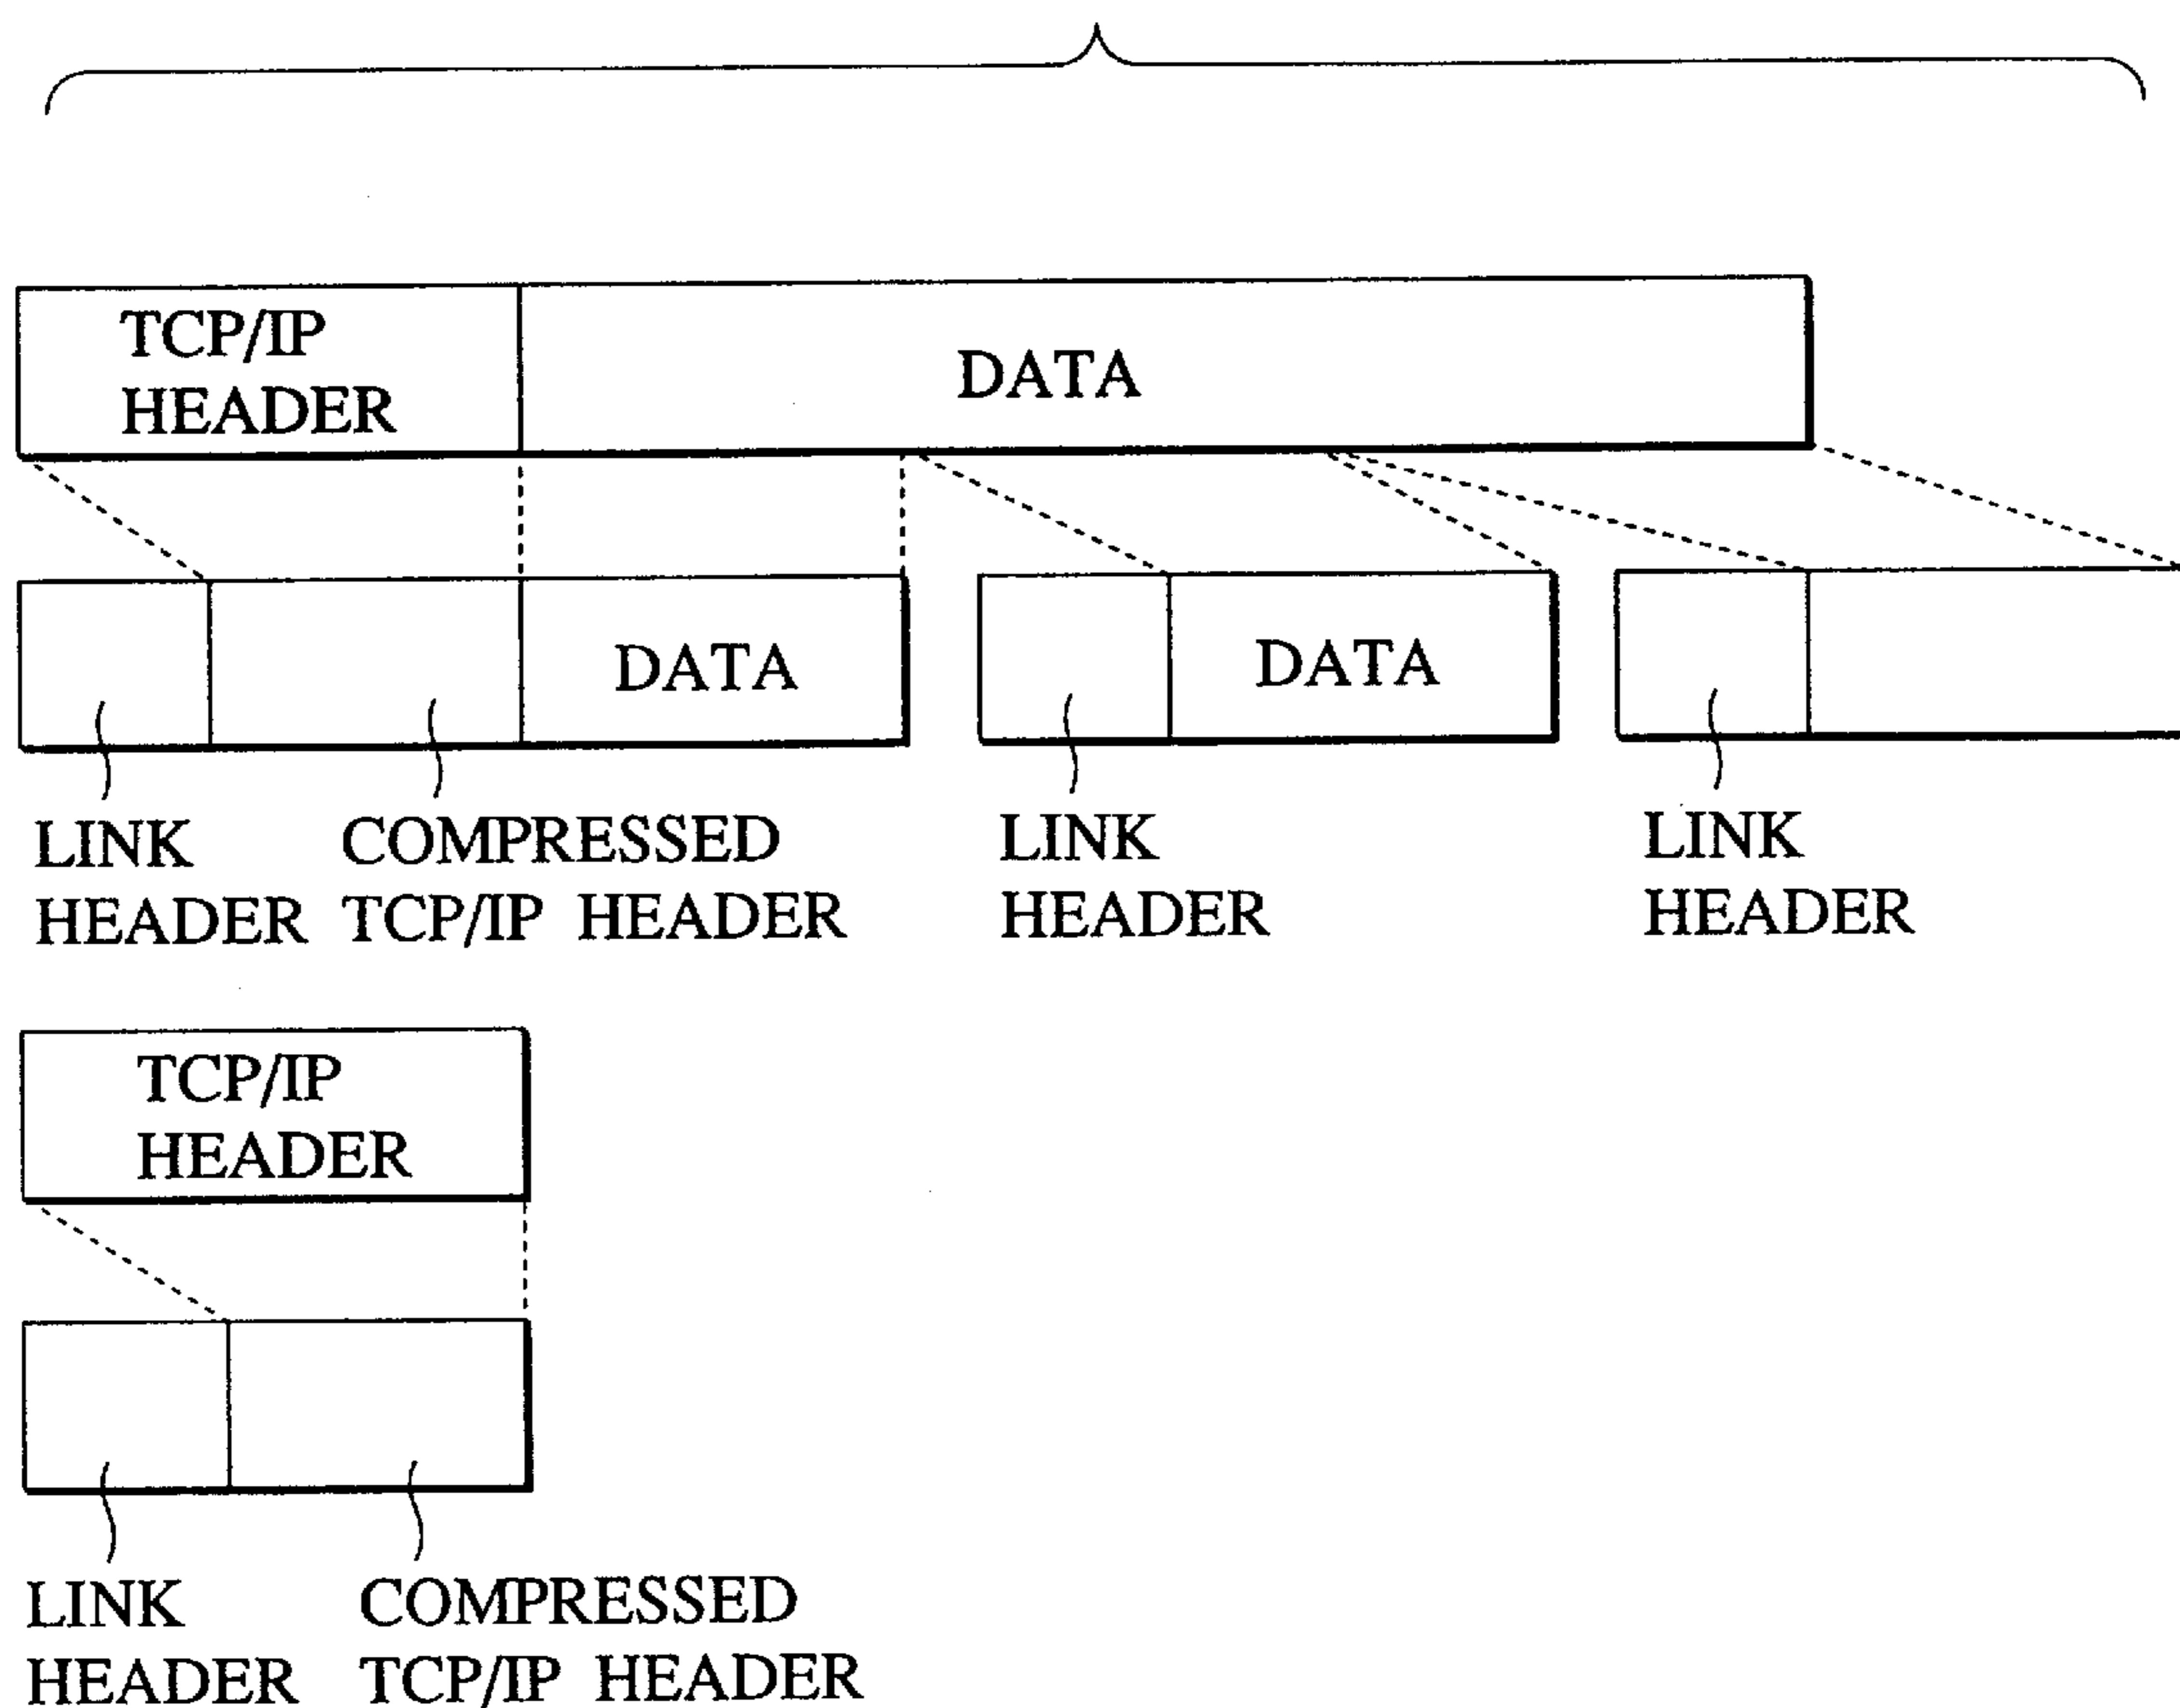 TCP/IP
HEADER
DATA
DATA
DATA
LINK
HEADER
COMPRESSED
TCP/IP HEADER
LINK
HEADER
LINK
HEADER
TCP/IP
HEADER
LINK
HEADER
COMPRESSED
TCP/IP HEADER